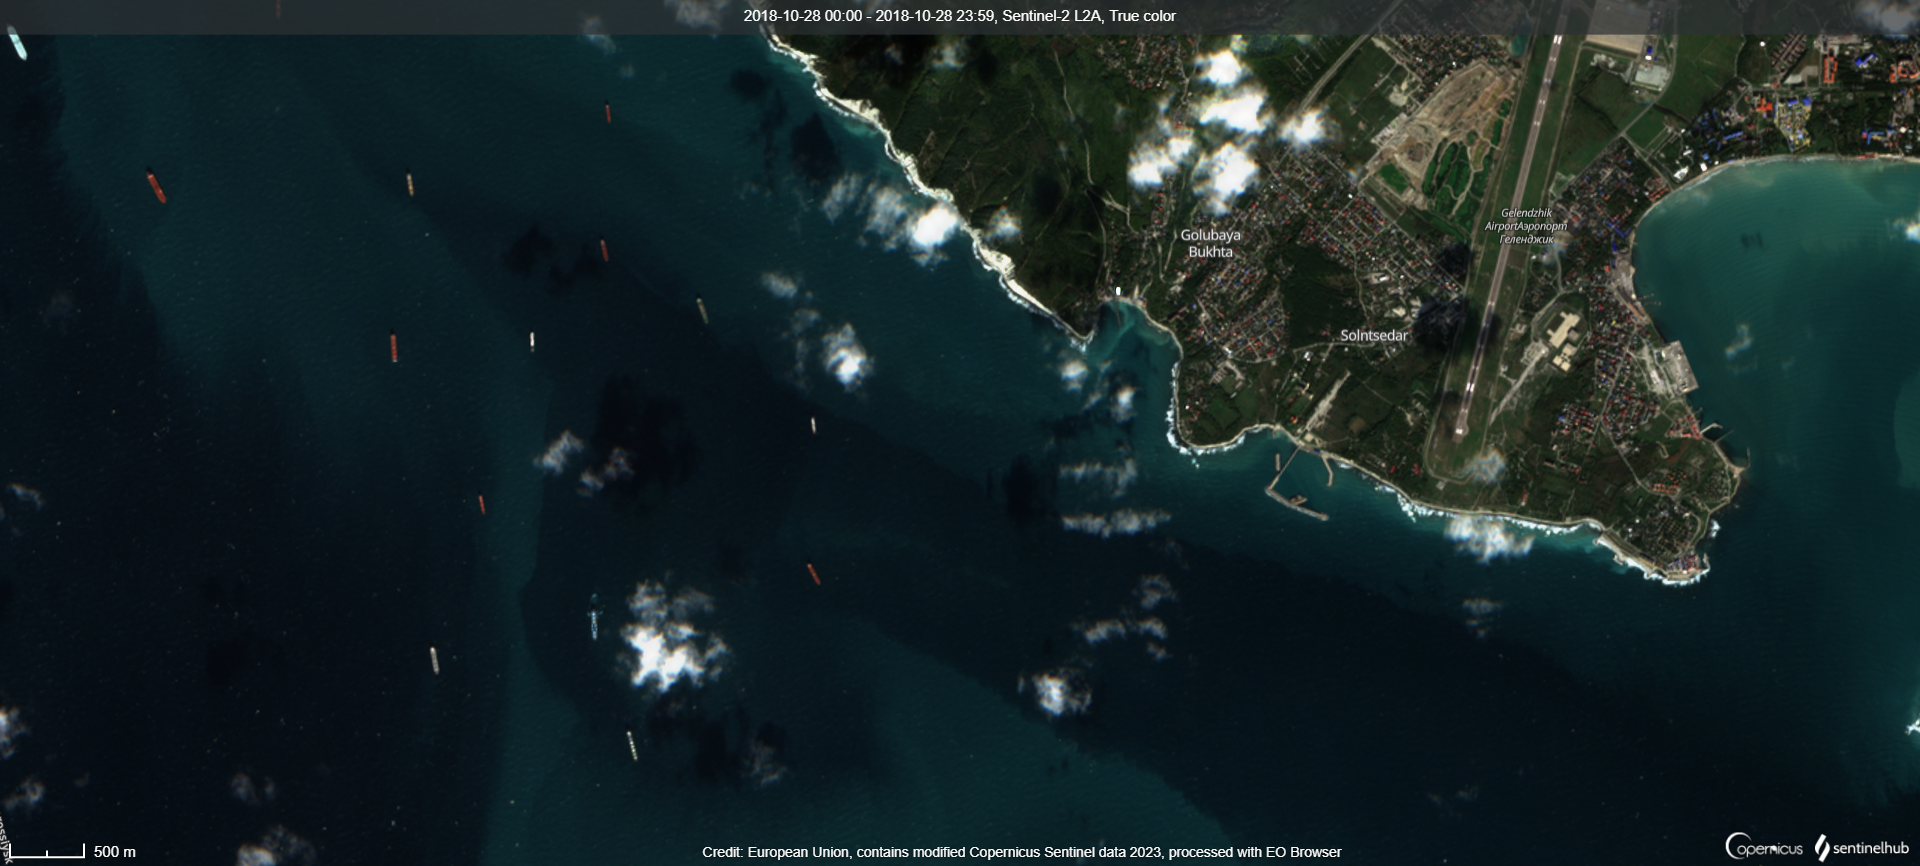 2018-10-28 00:00 - 2018-10-28 23:59, Sentinel-2 L2A, True color
Gelendzhik
AirportАэропорт
Геленджик
Golubaya
Bukhta
Solntsedar
500 m
Credit: European Union, contains modified Copernicus Sentinel data 2023, processed with EO Browser
Copernicus
sentinelhub